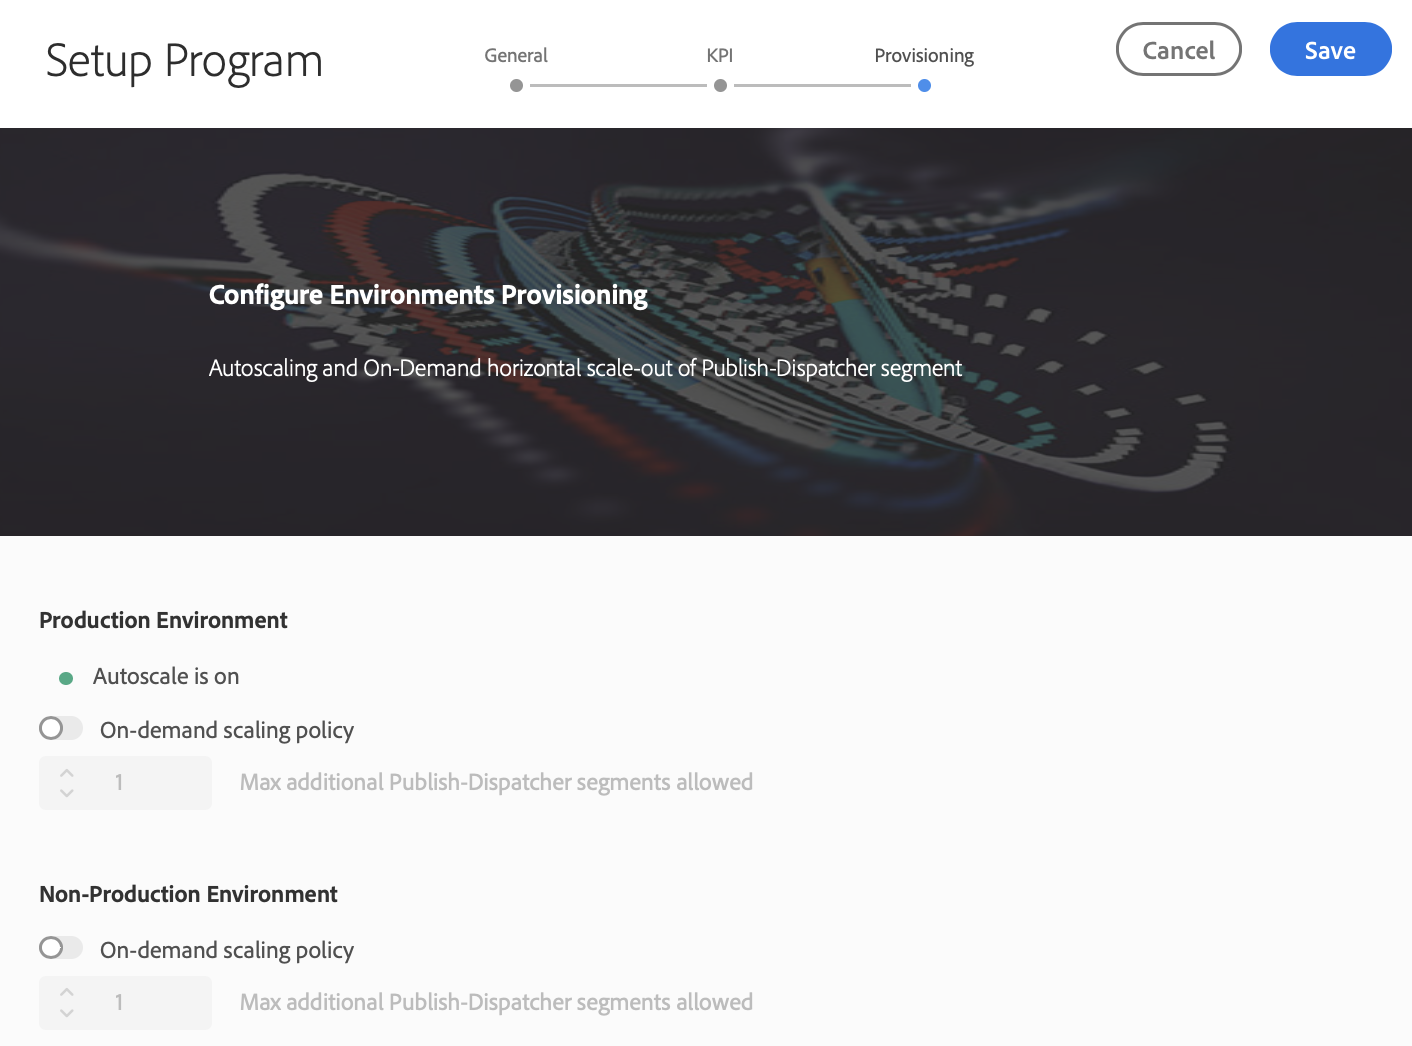 Setup Program
General
KPI
Provisioning
Cancel
Save
Configure Environments Provisioning
Autoscaling and On-Demand horizontal scale-out of Publish-Dispatcher segment
Production Environment
Autoscale is on
On-demand scaling policy
1
Max additional Publish-Dispatcher segments allowed
Non-Production Environment
On-demand scaling policy
1
Max additional Publish-Dispatcher segments allowed